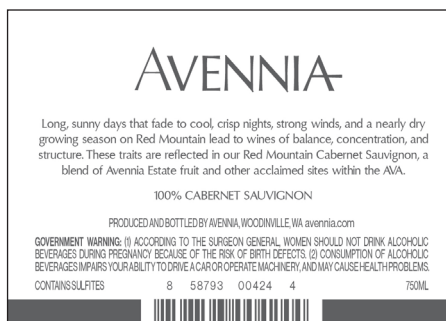 AVENNIA
Long, sunny days that fade to cool, crisp nights, strong winds, and a nearly dry
growing season on Red Mountain lead to wines of balance, concentration, and
structure. These traits are reflected in our Red Mountain Cabernet Sauvignon, a
blend of Avennia Estate fruit and other acclaimed sites within the AVA.
100% CABERNET SAUVIGNON
PRODUCED AND BOTTLED BY AVENNIA, WOODINVILLE, WA avennia.com
GOVERNMENT WARNING: (1) ACCORDING TO THE SURGEON GENERAL, WOMEN SHOULD NOT DRINK ALCOHOLIC
BEVERAGES DURING PREGNANCY BECAUSE OF THE RISK OF BIRTH DEFECTS. (2) CONSUMPTION OF ALCOHOLIC
BEVERAGES IMPAIRS YOUR ABILITY TO DRIVE A CAR OR OPERATE MACHINERY, AND MAY CAUSE HEALTH PROBLEMS.
CONTAINS SULFITES 8 58793 00424 4 750ML